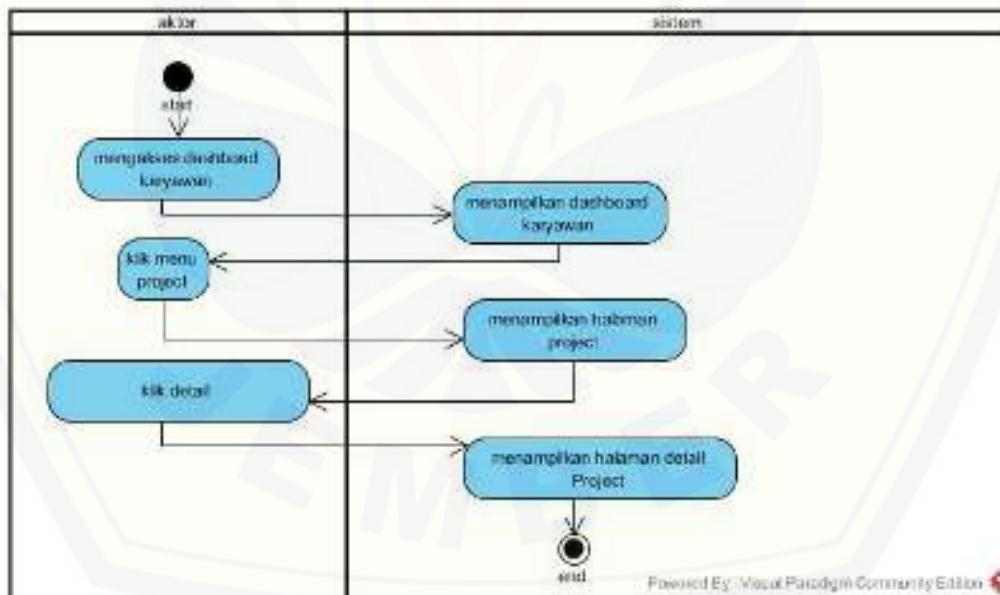 aktor
sistem
start
mengakses dashboard
karyawan
menampilkan dashboard
karyawan
klik menu
project
menampilkan halaman
project
klik detail
menampilkan halaman detail
Project
end
Powered By Visual Paradigm Community Edition
EMBER